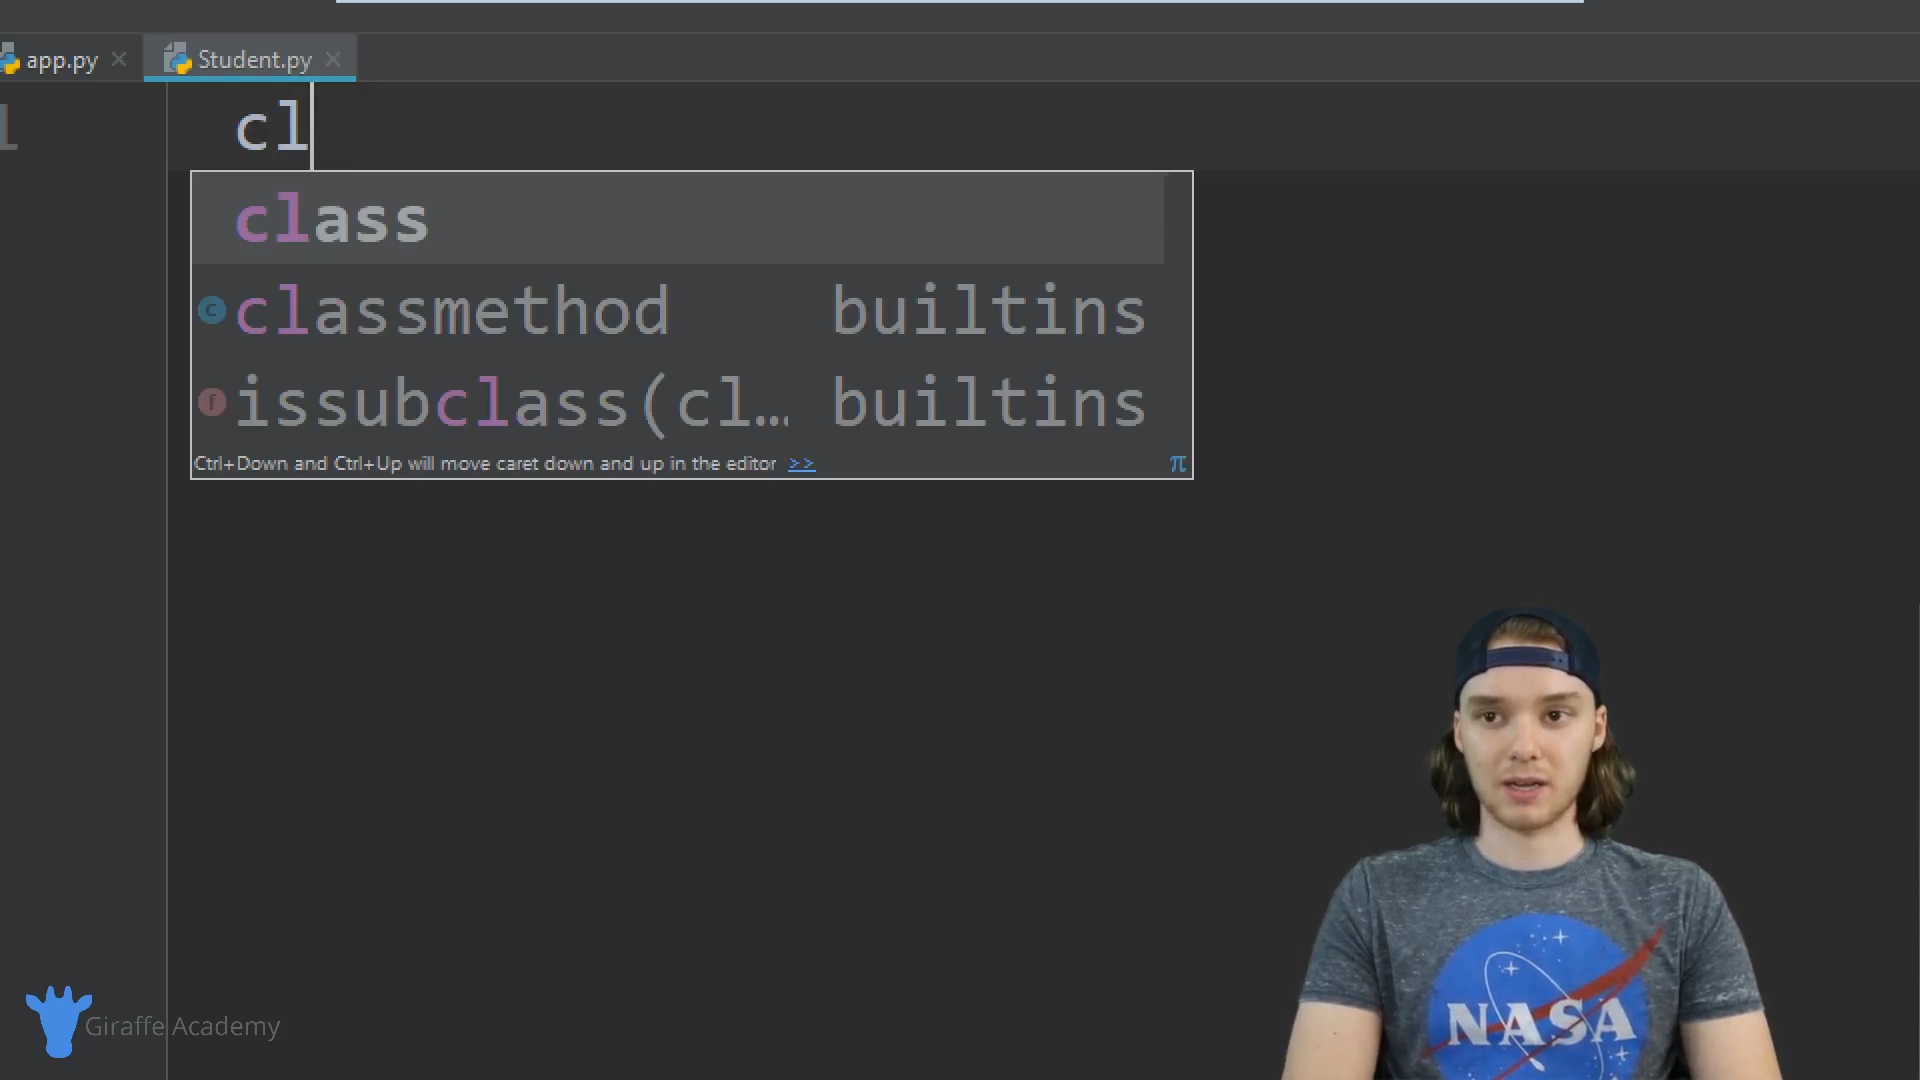 app.py
Student.py
1
cl
class
classmethod builtins
issubclass(cl… builtins
Ctrl+Down and Ctrl+Up will move caret down and up in the editor >>
π
NASA
Giraffe Academy